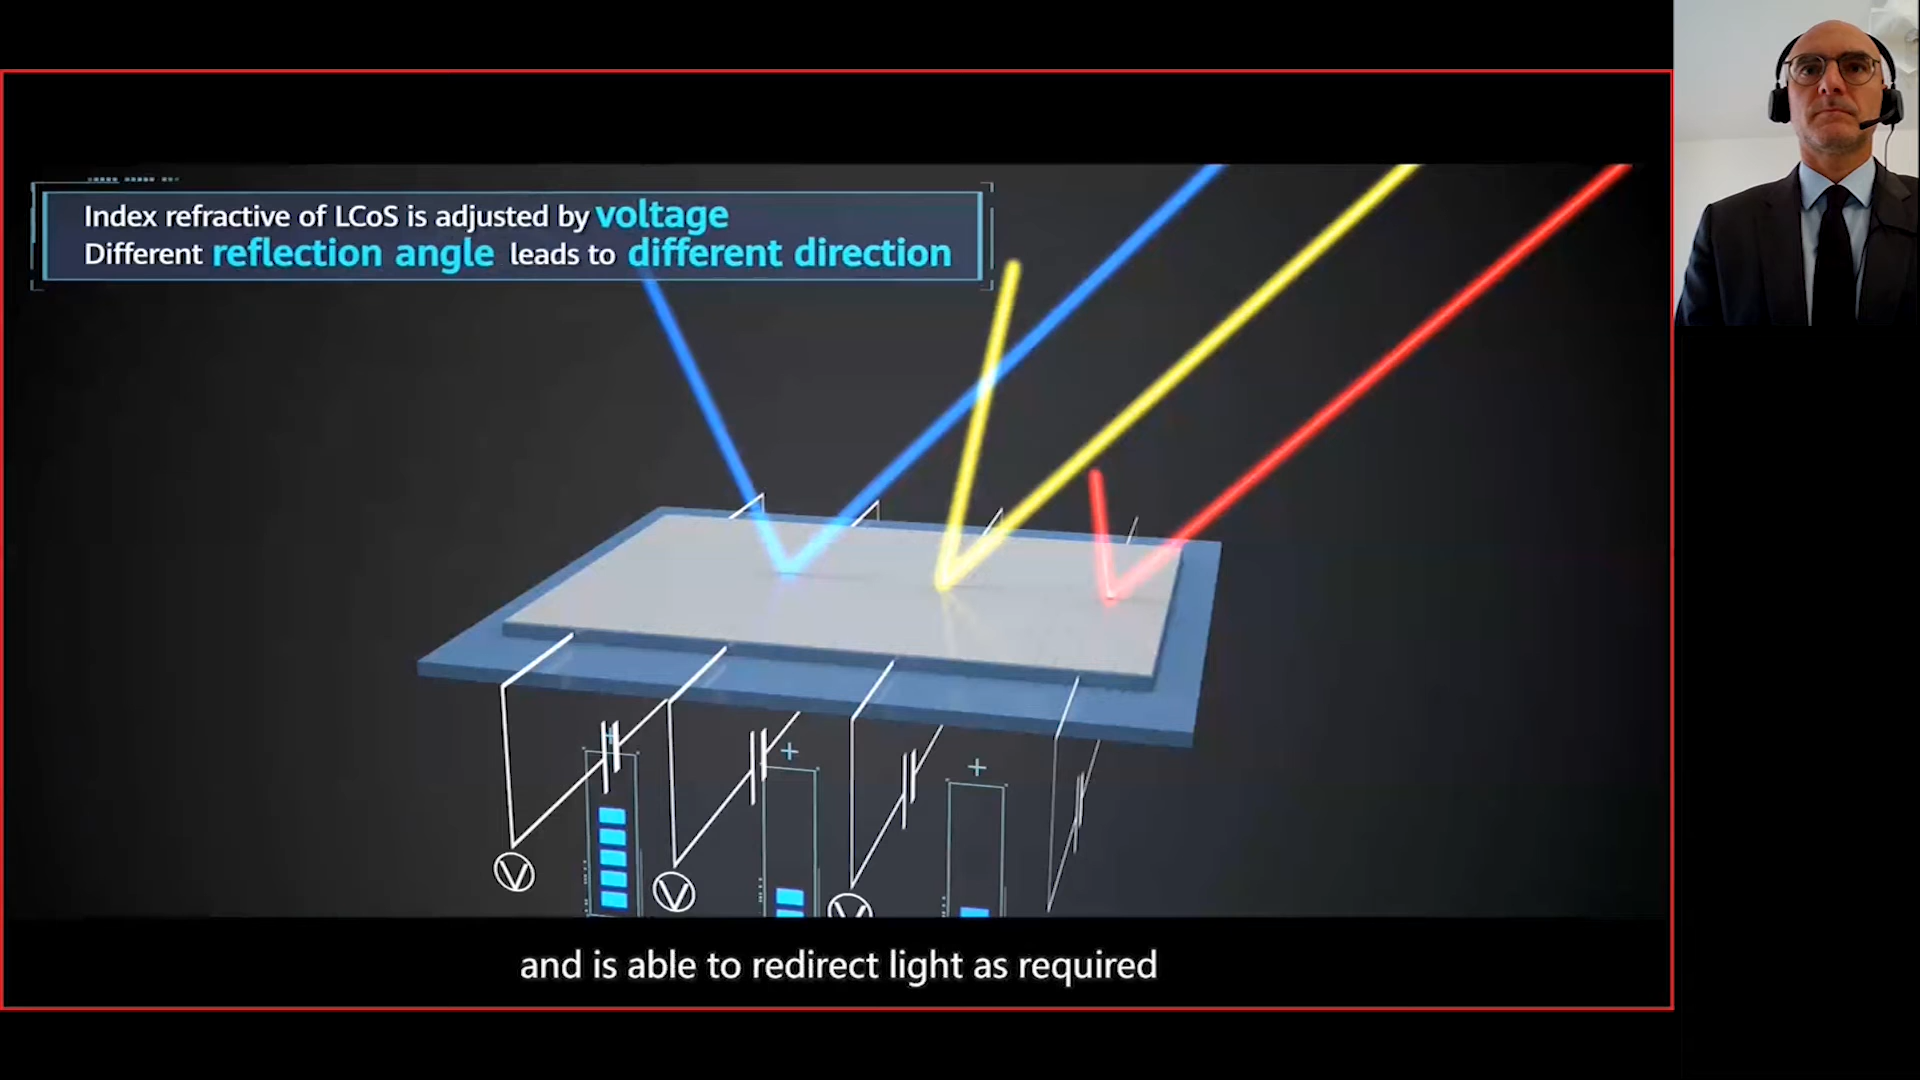 Index refractive of LCoS is adjusted by voltage
Different reflection angle leads to different direction
+
+
+
V
V
V
and is able to redirect light as required